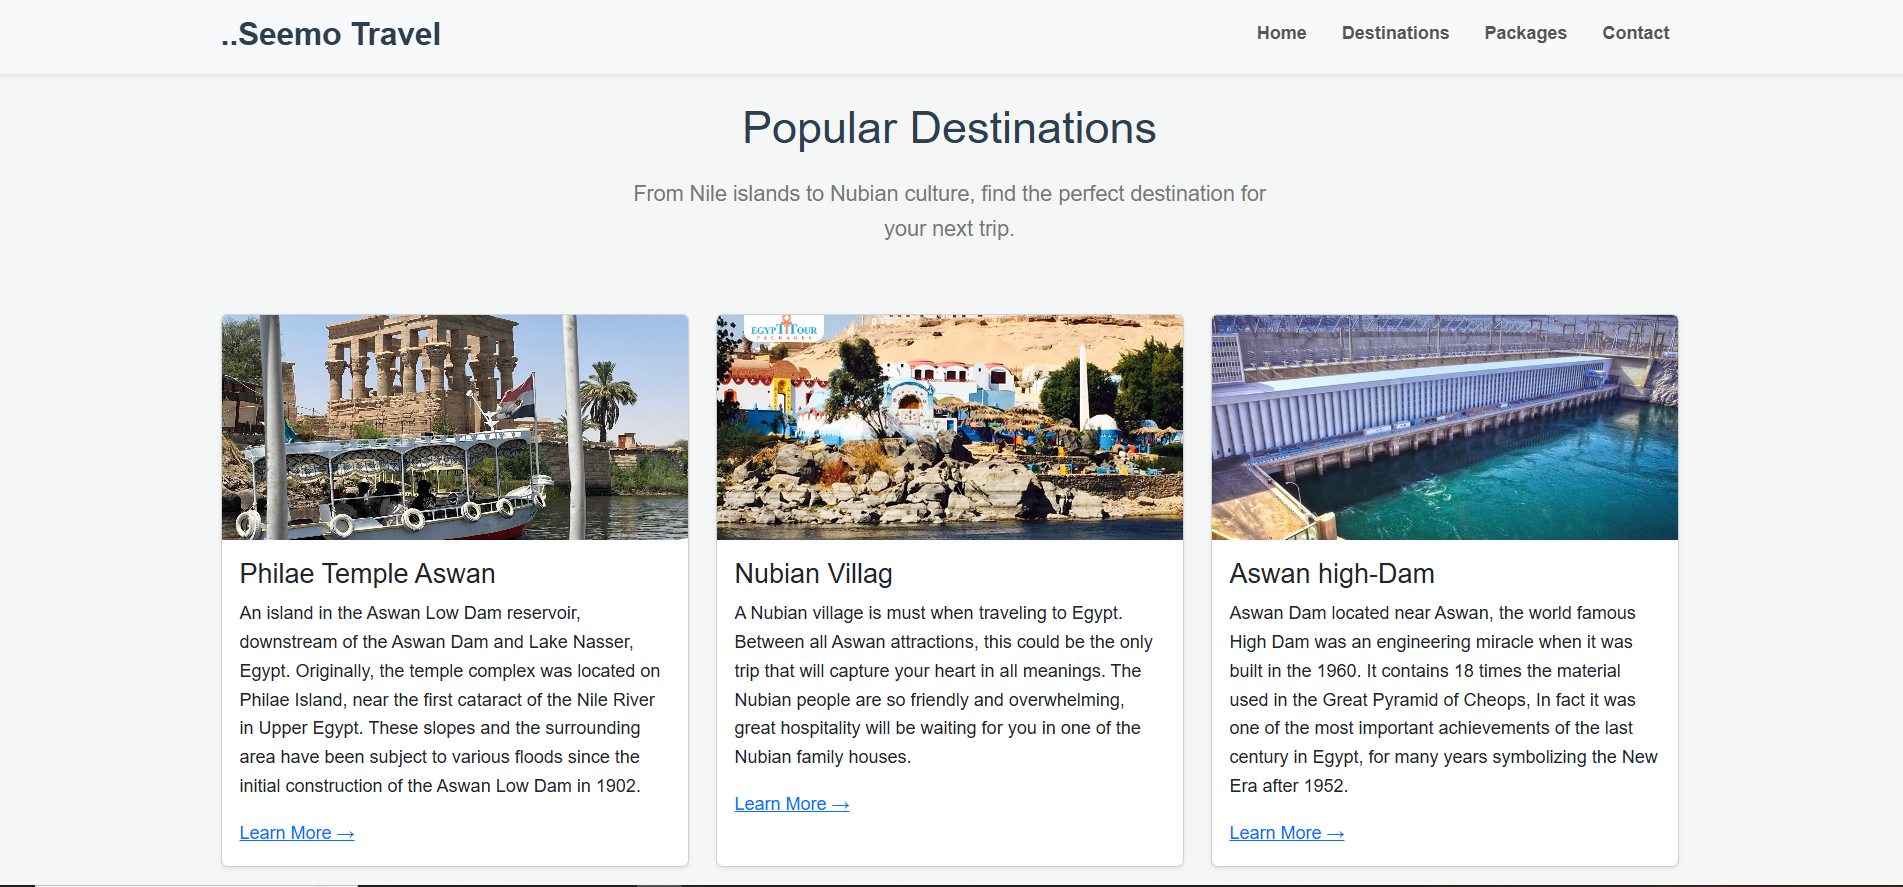 ..Seemo Travel
Home
Destinations
Packages
Contact
Popular Destinations
From Nile islands to Nubian culture, find the perfect destination for
your next trip.
EGYPTTTOUR
PACKAGES
Philae Temple Aswan
An island in the Aswan Low Dam reservoir,
downstream of the Aswan Dam and Lake Nasser,
Egypt. Originally, the temple complex was located on
Philae Island, near the first cataract of the Nile River
in Upper Egypt. These slopes and the surrounding
area have been subject to various floods since the
initial construction of the Aswan Low Dam in 1902.
Learn More →
Nubian Villag
A Nubian village is must when traveling to Egypt.
Between all Aswan attractions, this could be the only
trip that will capture your heart in all meanings. The
Nubian people are so friendly and overwhelming,
great hospitality will be waiting for you in one of the
Nubian family houses.
Learn More →
Aswan high-Dam
Aswan Dam located near Aswan, the world famous
High Dam was an engineering miracle when it was
built in the 1960. It contains 18 times the material
used in the Great Pyramid of Cheops, In fact it was
one of the most important achievements of the last
century in Egypt, for many years symbolizing the New
Era after 1952.
Learn More →